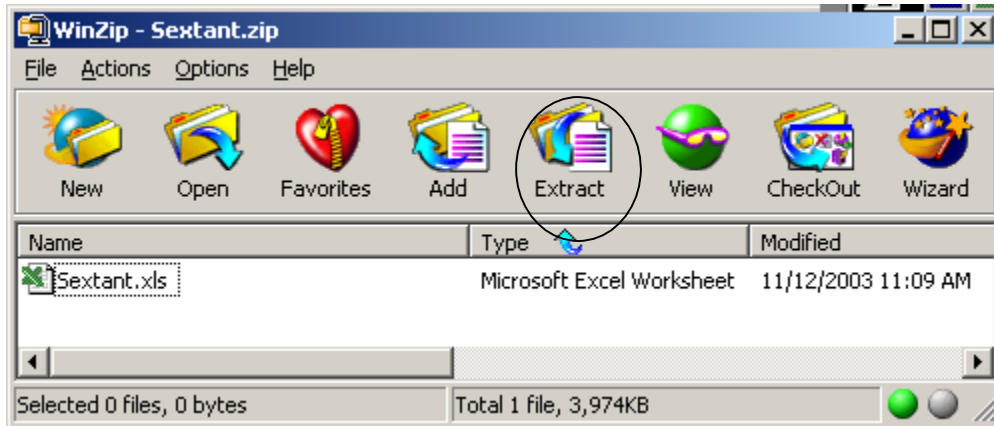 WinZip - Sextant.zip
File Actions Options Help
New Open Favorites Add Extract View CheckOut Wizard
Name Type Modified
Sextant.xls Microsoft Excel Worksheet 11/12/2003 11:09 AM
Selected 0 files, 0 bytes Total 1 file, 3,974KB